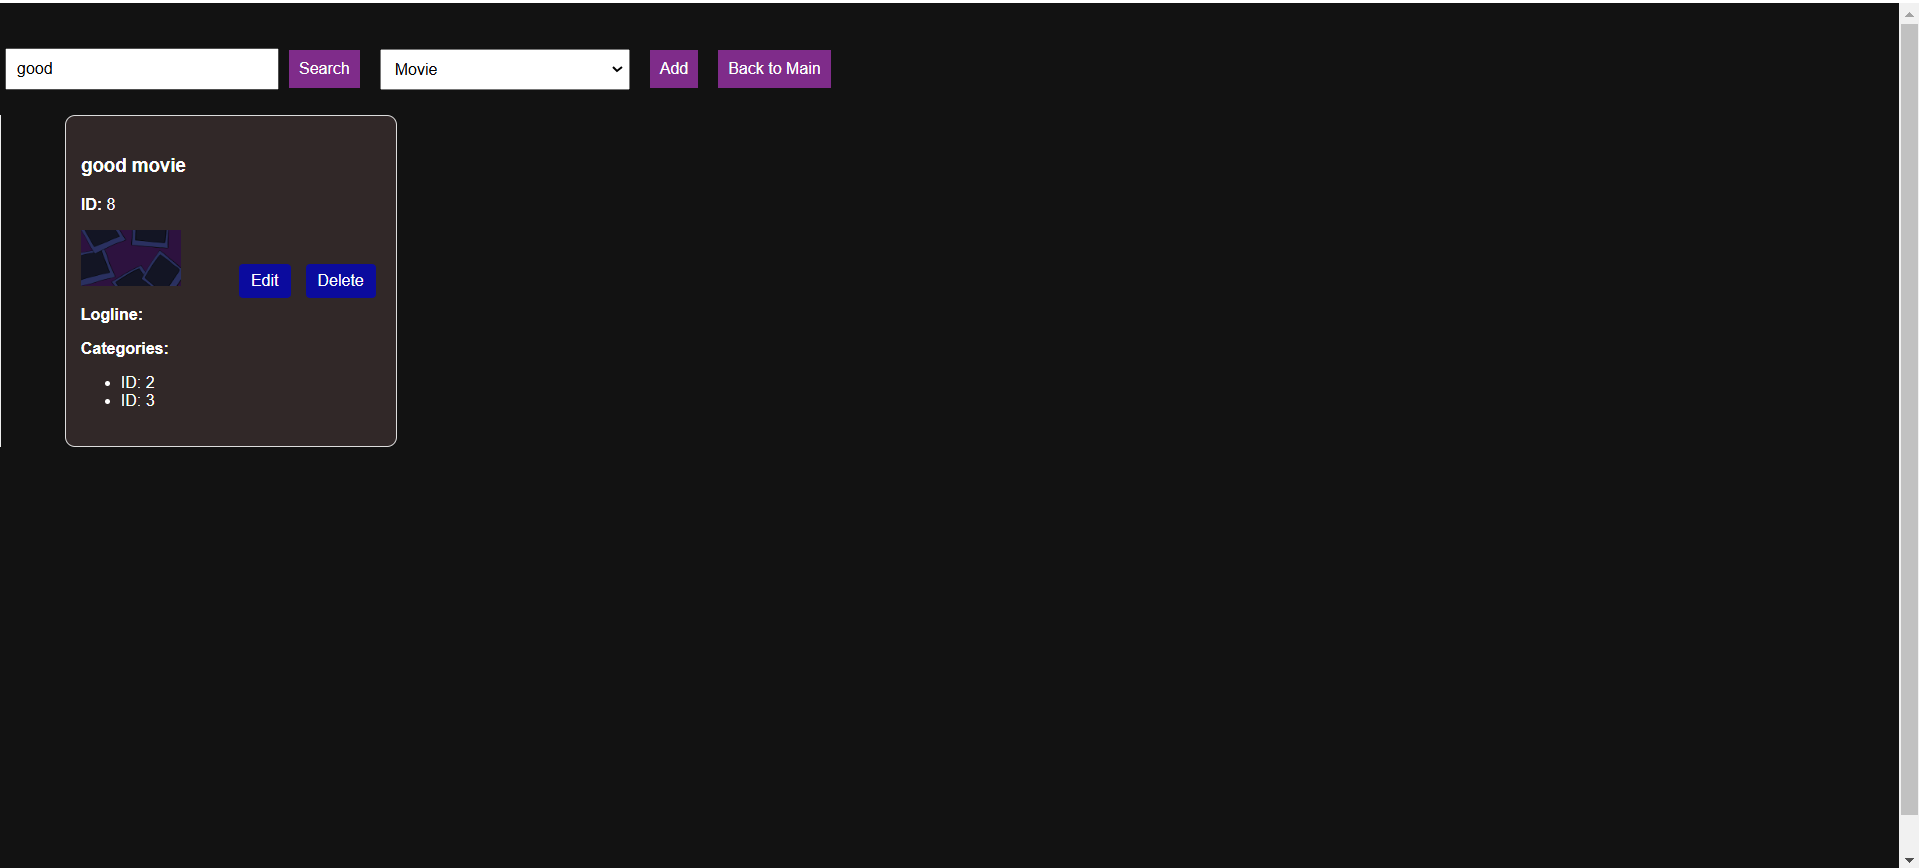 good Search Movie Add Back to Main
good movie
ID: 8
Edit Delete
Logline:
Categories:
• ID: 2
• ID: 3